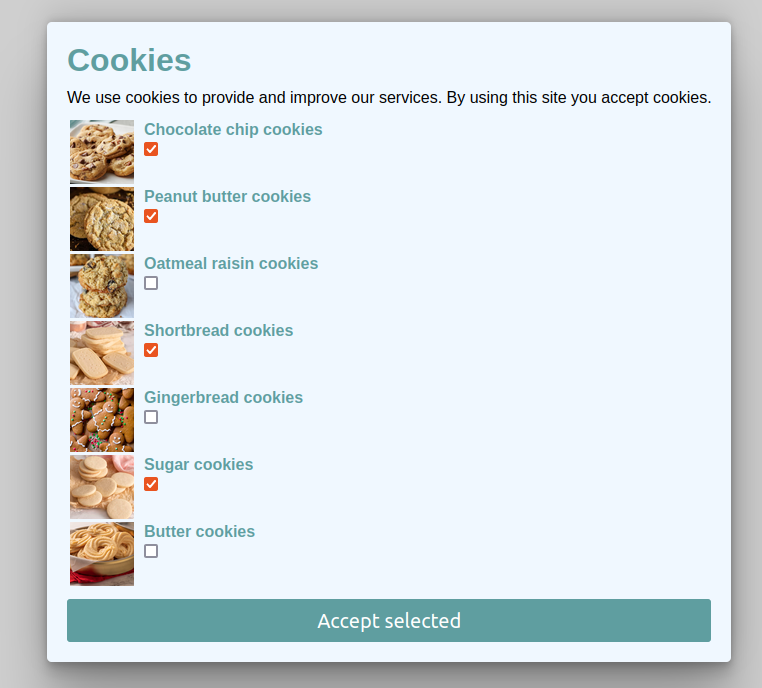 Cookies
We use cookies to provide and improve our services. By using this site you accept cookies.
Chocolate chip cookies
Peanut butter cookies
Oatmeal raisin cookies
Shortbread cookies
Gingerbread cookies
Sugar cookies
Butter cookies
Accept selected